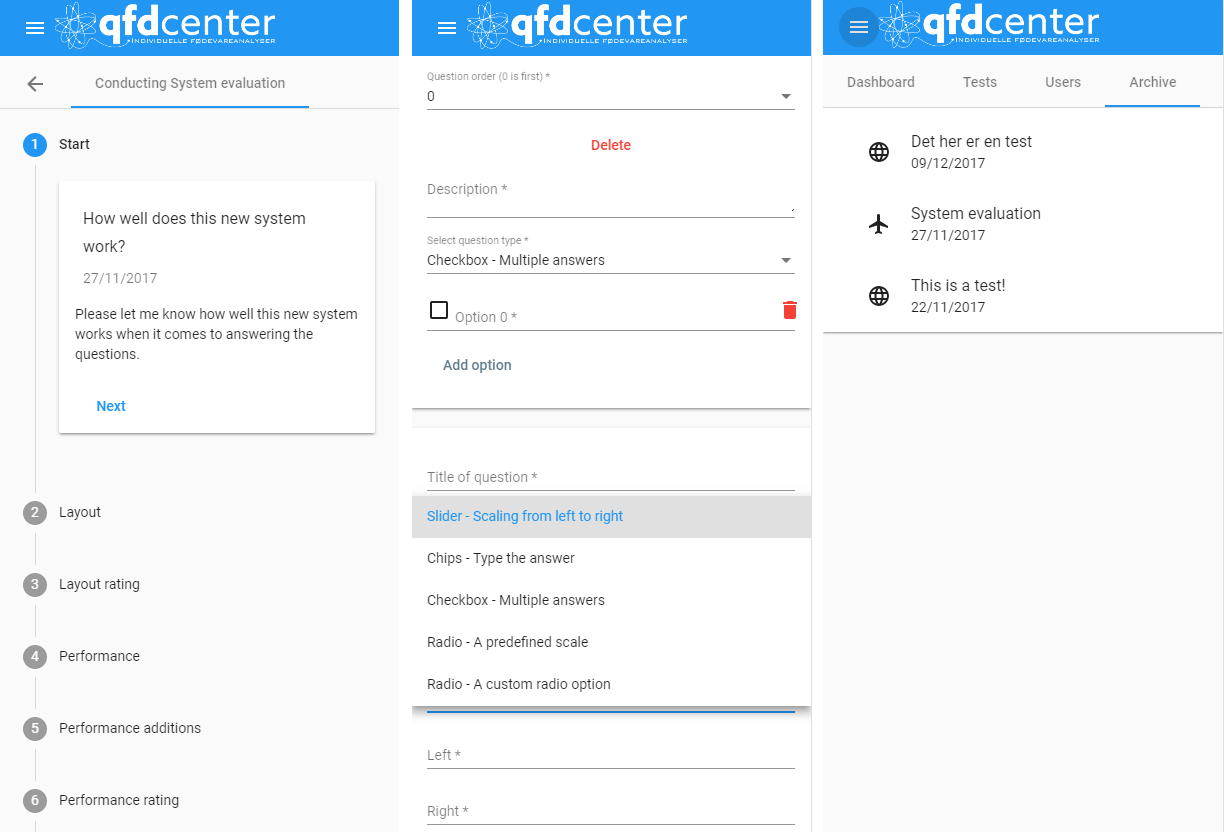 qfdcenter
INDIVIDUELLE FØDEVAREANALYSER
Conducting System evaluation
1 Start
How well does this new system
work?
27/11/2017
Please let me know how well this new system
works when it comes to answering the
questions.
Next
2 Layout
3 Layout rating
4 Performance
5 Performance additions
6 Performance rating
qfdcenter
INDIVIDUELLE FØDEVAREANALYSER
Question order (0 is first) *
0
Delete
Description *
Select question type *
Checkbox - Multiple answers
Option 0 *
Add option
Title of question *
Slider - Scaling from left to right
Chips - Type the answer
Checkbox - Multiple answers
Radio - A predefined scale
Radio - A custom radio option
Left *
Right *
qfdcenter
INDIVIDUELLE FØDEVAREANALYSER
Dashboard Tests Users Archive
Det her er en test
09/12/2017
System evaluation
27/11/2017
This is a test!
22/11/2017